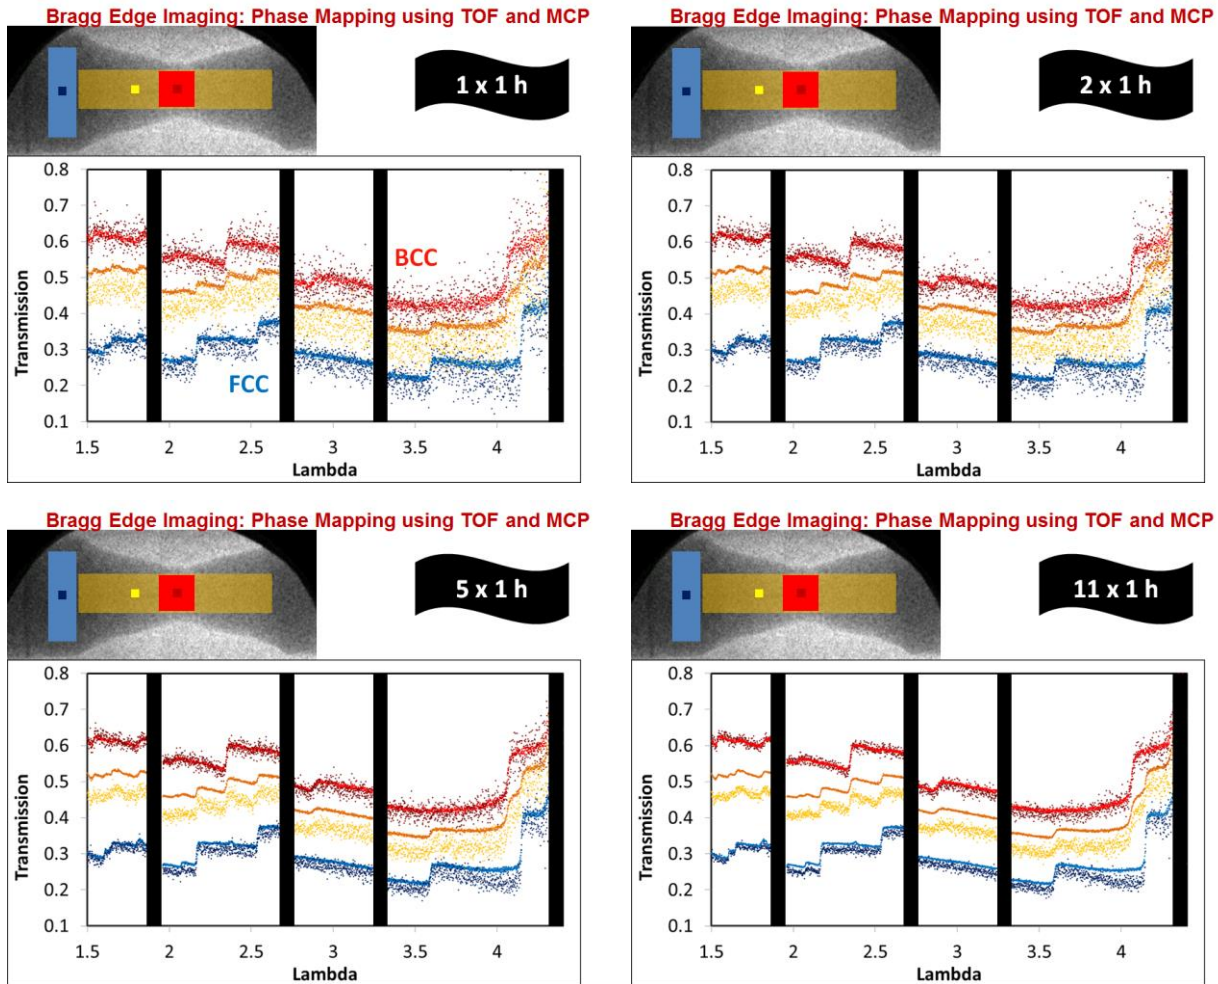 Bragg Edge Imaging: Phase Mapping using TOF and MCP
1 x 1 h
0.8
0.7
0.6
0.5
0.4
0.3
0.2
0.1
Transmission
BCC
FCC
1.5 2 2.5 3 3.5 4
Lambda
Bragg Edge Imaging: Phase Mapping using TOF and MCP
2 x 1 h
0.8
0.7
0.6
0.5
0.4
0.3
0.2
0.1
Transmission
1.5 2 2.5 3 3.5 4
Lambda
Bragg Edge Imaging: Phase Mapping using TOF and MCP
5 x 1 h
0.8
0.7
0.6
0.5
0.4
0.3
0.2
0.1
Transmission
1.5 2 2.5 3 3.5 4
Lambda
Bragg Edge Imaging: Phase Mapping using TOF and MCP
11 x 1 h
0.8
0.7
0.6
0.5
0.4
0.3
0.2
0.1
Transmission
1.5 2 2.5 3 3.5 4
Lambda